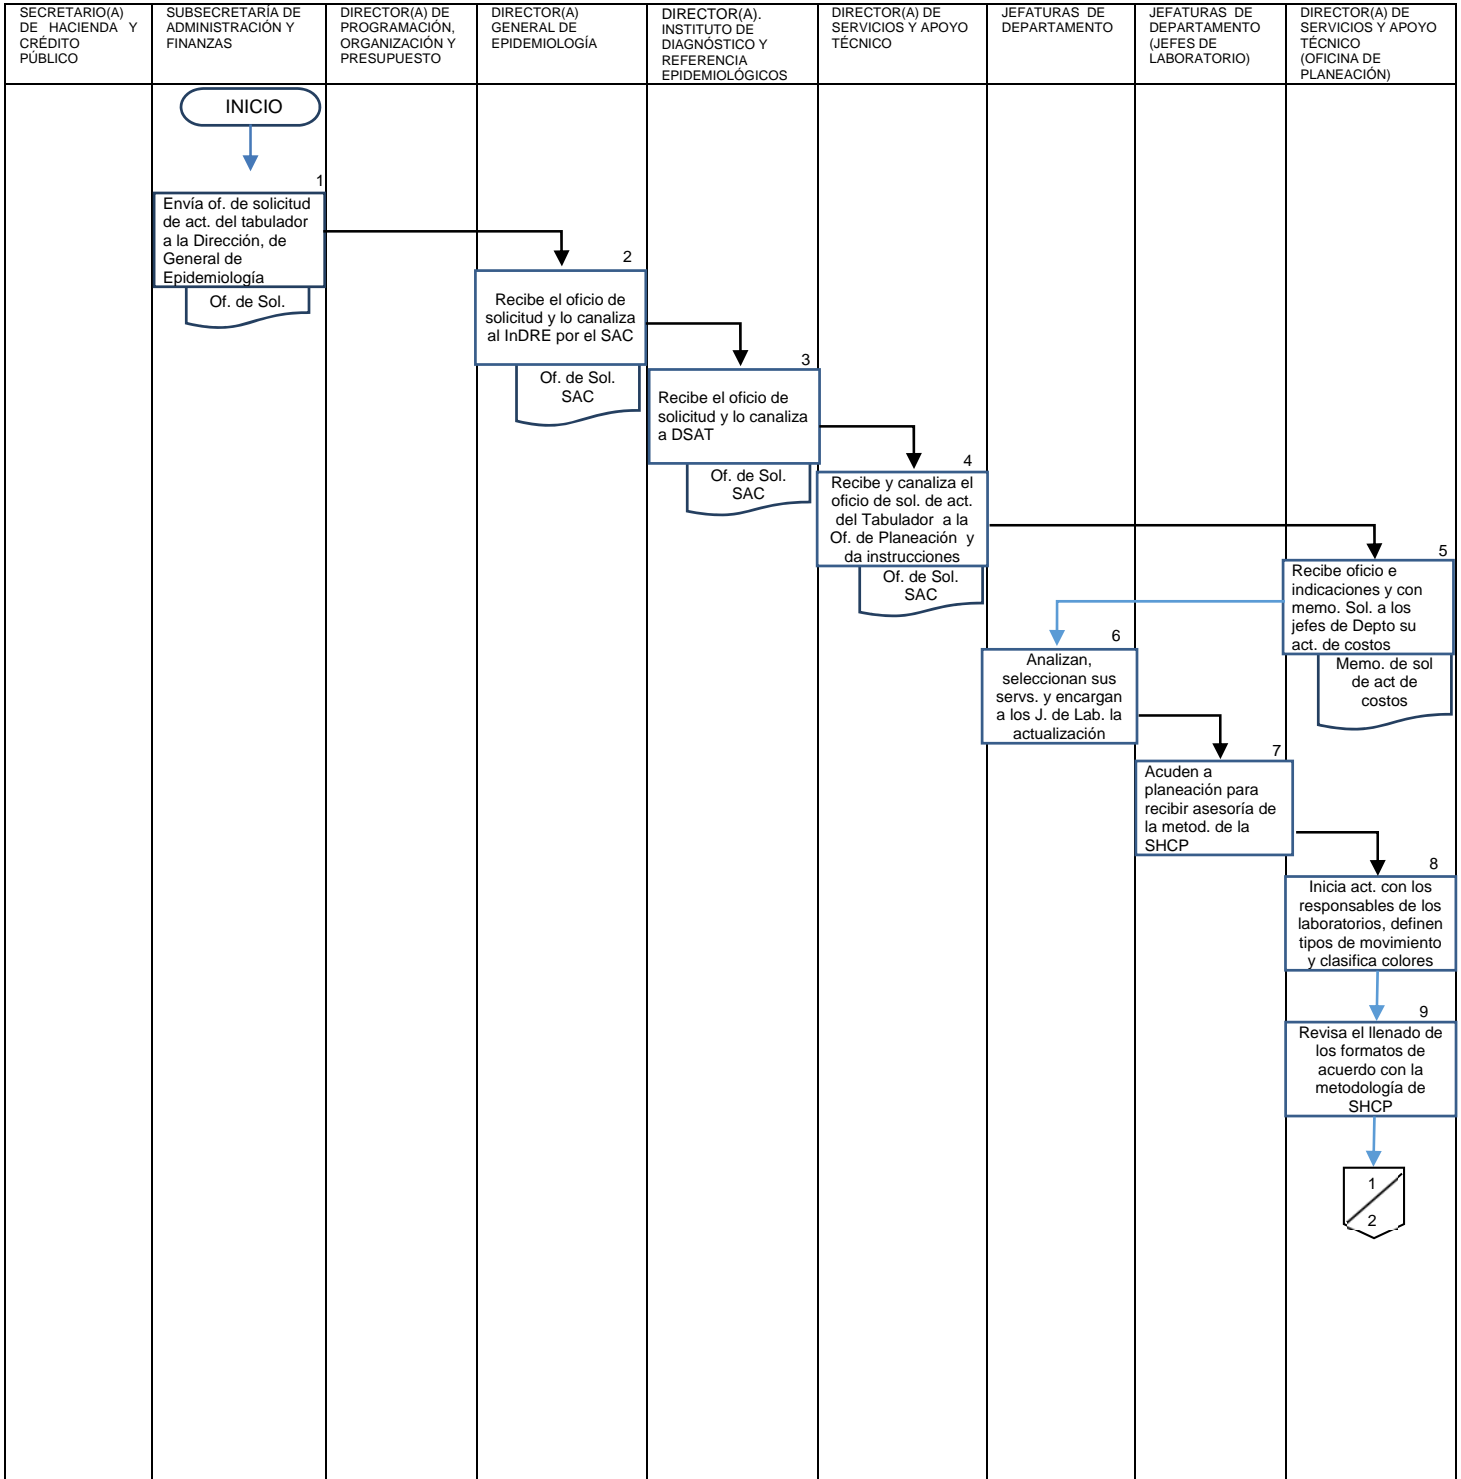 SECRETARIO(A)
DE HACIENDA Y
CRÉDITO
PÚBLICO
SUBSECRETARÍA DE
ADMINISTRACIÓN Y
FINANZAS
DIRECTOR(A) DE
PROGRAMACIÓN,
ORGANIZACIÓN Y
PRESUPUESTO
DIRECTOR(A)
GENERAL DE
EPIDEMIOLOGÍA
DIRECTOR(A).
INSTITUTO DE
DIAGNÓSTICO Y
REFERENCIA
EPIDEMIOLÓGICOS
DIRECTOR(A) DE
SERVICIOS Y APOYO
TÉCNICO
JEFATURAS DE
DEPARTAMENTO
JEFATURAS DE
DEPARTAMENTO
(JEFES DE
LABORATORIO)
DIRECTOR(A) DE
SERVICIOS Y APOYO
TÉCNICO
(OFICINA DE
PLANEACIÓN)
INICIO
1
Envía of. de solicitud
de act. del tabulador
a la Dirección, de
General de
Epidemiología
Of. de Sol.
2
Recibe el oficio de
solicitud y lo canaliza
al InDRE por el SAC
Of. de Sol.
SAC
3
Recibe el oficio de
solicitud y lo canaliza
a DSAT
Of. de Sol.
SAC
4
Recibe y canaliza el
oficio de sol. de act.
del Tabulador a la
Of. de Planeación y
da instrucciones
Of. de Sol.
SAC
5
Recibe oficio e
indicaciones y con
memo. Sol. a los
jefes de Depto su
act. de costos
Memo. de sol
de act de
costos
6
Analizan,
seleccionan sus
servs. y encargan
a los J. de Lab. la
actualización
7
Acuden a
planeación para
recibir asesoría de
la metod. de la
SHCP
8
Inicia act. con los
responsables de los
laboratorios, definen
tipos de movimiento
y clasifica colores
9
Revisa el llenado de
los formatos de
acuerdo con la
metodología de
SHCP
1
2